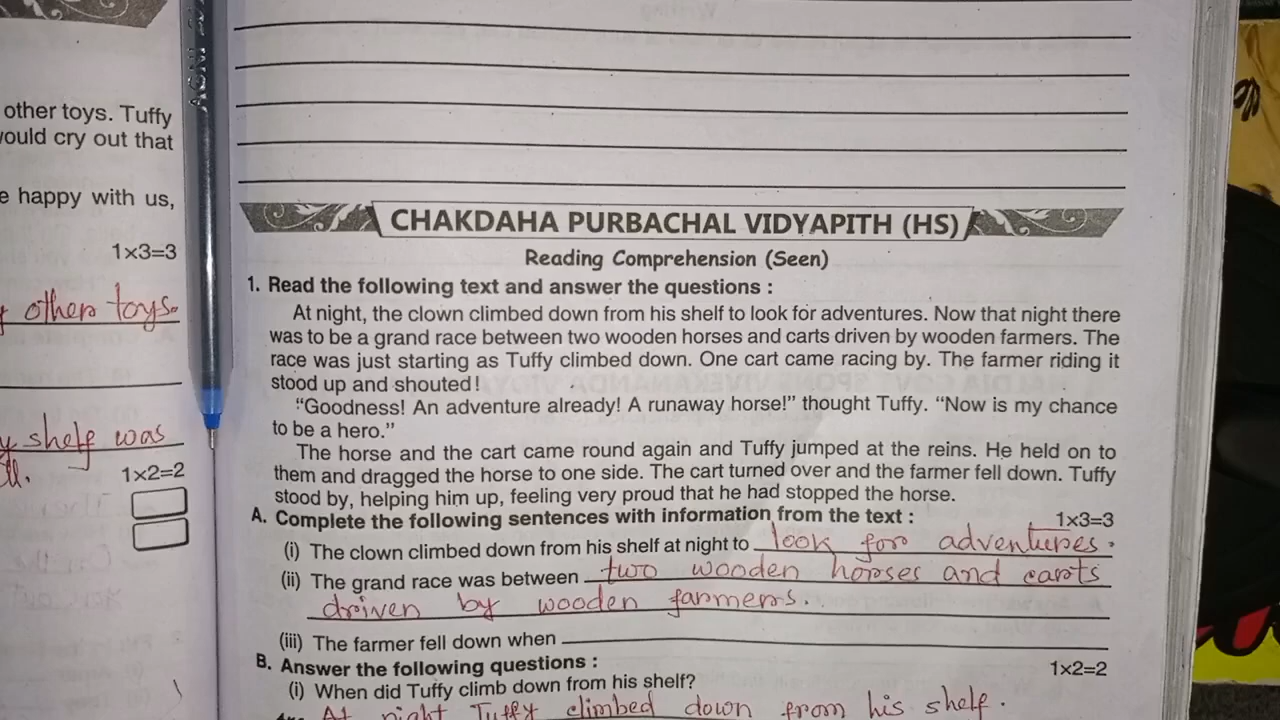 other toys. Tuffy
would cry out that
e happy with us,
1×3=3
other toys.
shelf was
1×2=2
AGNI
CHAKDAHA PURBACHAL VIDYAPITH (HS)
Reading Comprehension (Seen)
1. Read the following text and answer the questions :
At night, the clown climbed down from his shelf to look for adventures. Now that night there
was to be a grand race between two wooden horses and carts driven by wooden farmers. The
race was just starting as Tuffy climbed down. One cart came racing by. The farmer riding it
stood up and shouted!
"Goodness! An adventure already! A runaway horse!" thought Tuffy. "Now is my chance
to be a hero."
The horse and the cart came round again and Tuffy jumped at the reins. He held on to
them and dragged the horse to one side. The cart turned over and the farmer fell down. Tuffy
stood by, helping him up, feeling very proud that he had stopped the horse.
A. Complete the following sentences with information from the text : 1×3=3
(i) The clown climbed down from his shelf at night to look for adventures.
(ii) The grand race was between two wooden horses and carts
driven by wooden farmers.
(iii) The farmer fell down when
B. Answer the following questions : 1×2=2
(i) When did Tuffy climb down from his shelf?
Ans. At night Tuffy climbed down from his shelf.